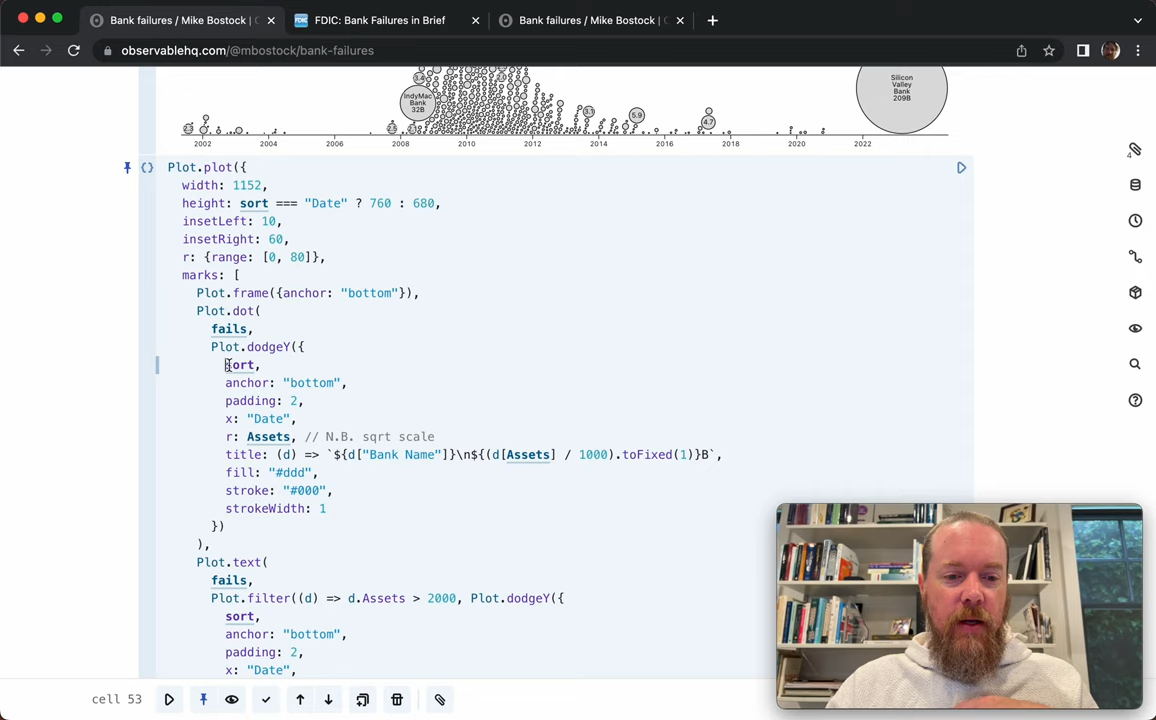 Bank failures / Mike Bostock |
FDIC: Bank Failures in Brief
Bank failures / Mike Bostock |
observablehq.com/@mbostock/bank-failures
3.4
IndyMac
Bank
32B
Silicon
Valley
Bank
209B
3.1
5.9
4.7
2002
2004
2006
2008
2010
2012
2014
2016
2018
2020
2022
Plot.plot({
width: 1152,
height: sort === "Date" ? 760 : 680,
insetLeft: 10,
insetRight: 60,
r: {range: [0, 80]},
marks: [
Plot.frame({anchor: "bottom"}),
Plot.dot(
fails,
Plot.dodgeY({
sort,
anchor: "bottom",
padding: 2,
x: "Date",
r: Assets, // N.B. sqrt scale
title: (d) => `${d["Bank Name"]}\n${(d[Assets] / 1000).toFixed(1)}B`,
fill: "#ddd",
stroke: "#000",
strokeWidth: 1
})
),
Plot.text(
fails,
Plot.filter((d) => d.Assets > 2000, Plot.dodgeY({
sort,
anchor: "bottom",
padding: 2,
x: "Date",
cell 53
4